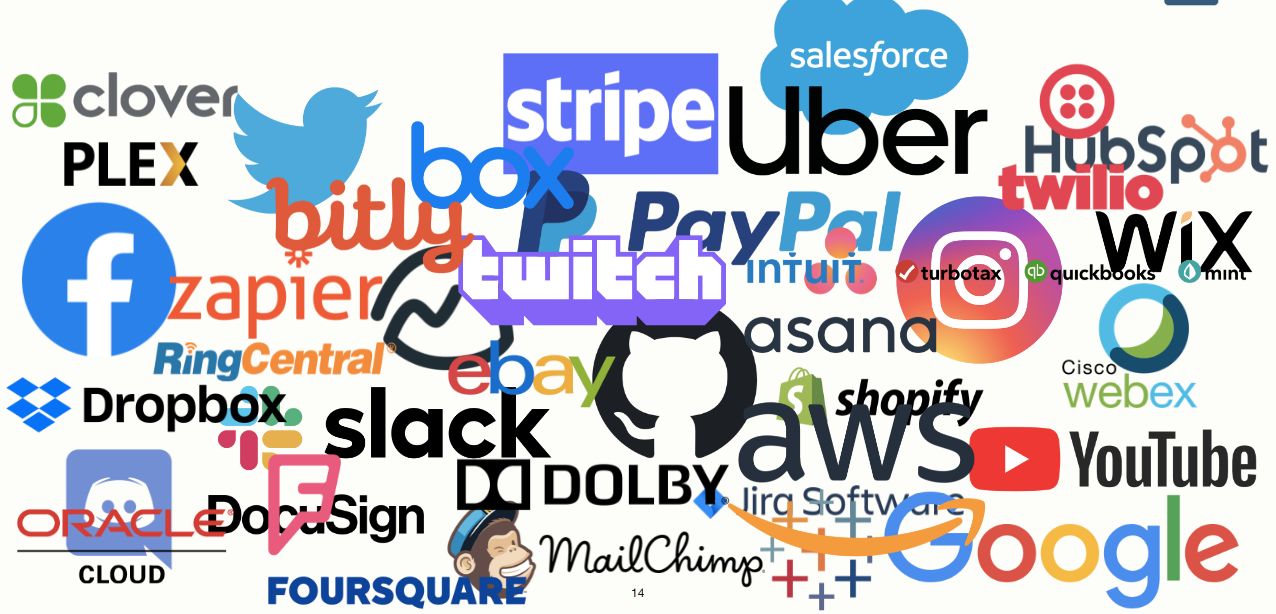 salesforce
clover
stripe
Uber
HubSpot
PLEX
box
twilio
bitly
PayPal
WiX
twitch
INTUIT
turbotax
quickbooks
mint
zapier
asana
RingCentral
ebay
Cisco
webex
Dropbox
shopify
slack
aws
YouTube
DOLBY
Jira Software
ORACLE
CLOUD
DocuSign
Google
MailChimp
FOURSQUARE
14